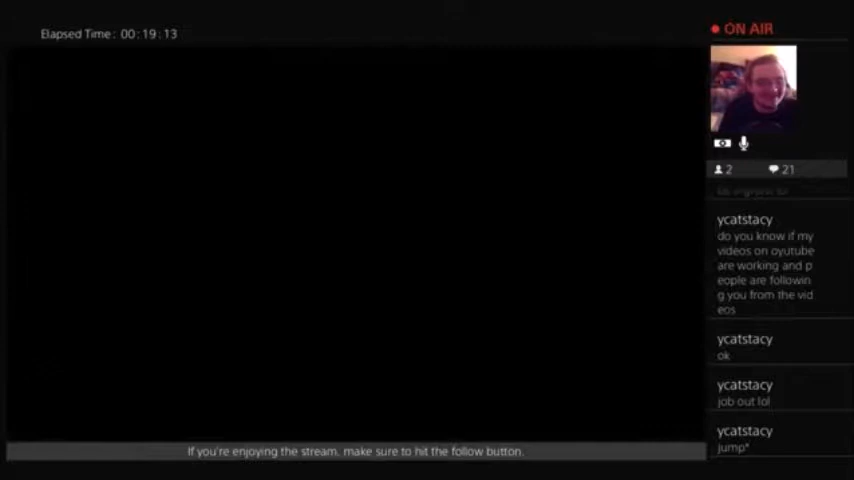 Elapsed Time: 00:19:13
ON AIR
2 21
ycatstacy
do you know if my
videos on oyutube
are working and p
eople are followin
g you from the vid
eos
ycatstacy
ok
ycatstacy
job out lol
ycatstacy
jump*
If you're enjoying the stream, make sure to hit the follow button.